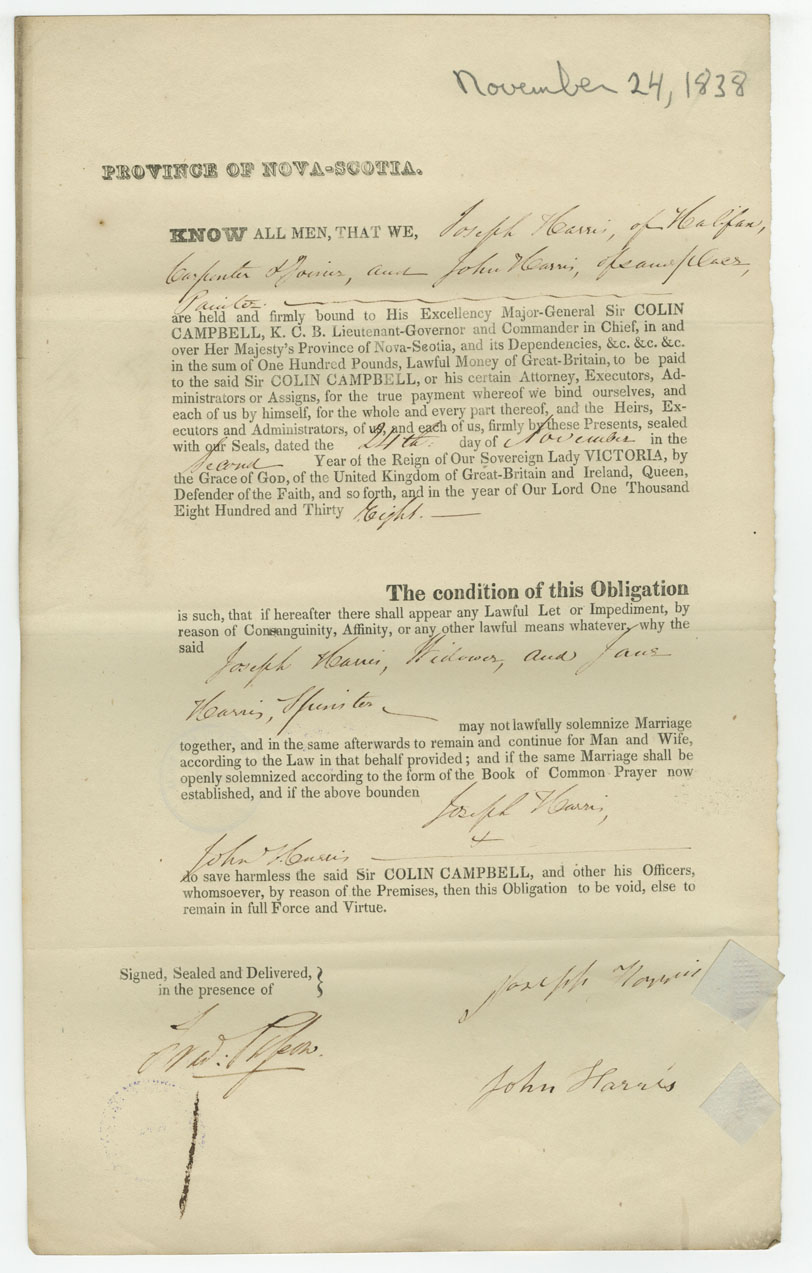 November 24, 1838
PROVINCE OF NOVA-SCOTIA.
KNOW ALL MEN, THAT WE, Joseph Harris, of Halifax,
Carpenter & Joiner, and John Harris, of same place,
Painter.
are held and firmly bound to His Excellency Major-General Sir COLIN
CAMPBELL, K. C. B. Lieutenant-Governor and Commander in Chief, in and
over Her Majesty's Province of Nova-Scotia, and its Dependencies, &c. &c. &c.
in the sum of One Hundred Pounds, Lawful Money of Great-Britain, to be paid
to the said Sir COLIN CAMPBELL, or his certain Attorney, Executors, Ad-
ministrators or Assigns, for the true payment whereof we bind ourselves, and
each of us by himself, for the whole and every part thereof, and the Heirs, Ex-
ecutors and Administrators, of us, and each of us, firmly by these Presents, sealed
with our Seals, dated the 24th. day of November in the
Second Year of the Reign of Our Sovereign Lady VICTORIA, by
the Grace of God, of the United Kingdom of Great-Britain and Ireland, Queen,
Defender of the Faith, and so forth, and in the year of Our Lord One Thousand
Eight Hundred and Thirty Eight.
The condition of this Obligation
is such, that if hereafter there shall appear any Lawful Let or Impediment, by
reason of Consanguinity, Affinity, or any other lawful means whatever, why the
said Joseph Harris, Widower, and Jane
Harris, Spinster
may not lawfully solemnize Marriage
together, and in the same afterwards to remain and continue for Man and Wife,
according to the Law in that behalf provided; and if the same Marriage shall be
openly solemnized according to the form of the Book of Common Prayer now
established, and if the above bounden Joseph Harris,
John Harris
do save harmless the said Sir COLIN CAMPBELL, and other his Officers,
whomsoever, by reason of the Premises, then this Obligation to be void, else to
remain in full Force and Virtue.
Signed, Sealed and Delivered,
in the presence of
Joseph Harris
Fred:
John Harris